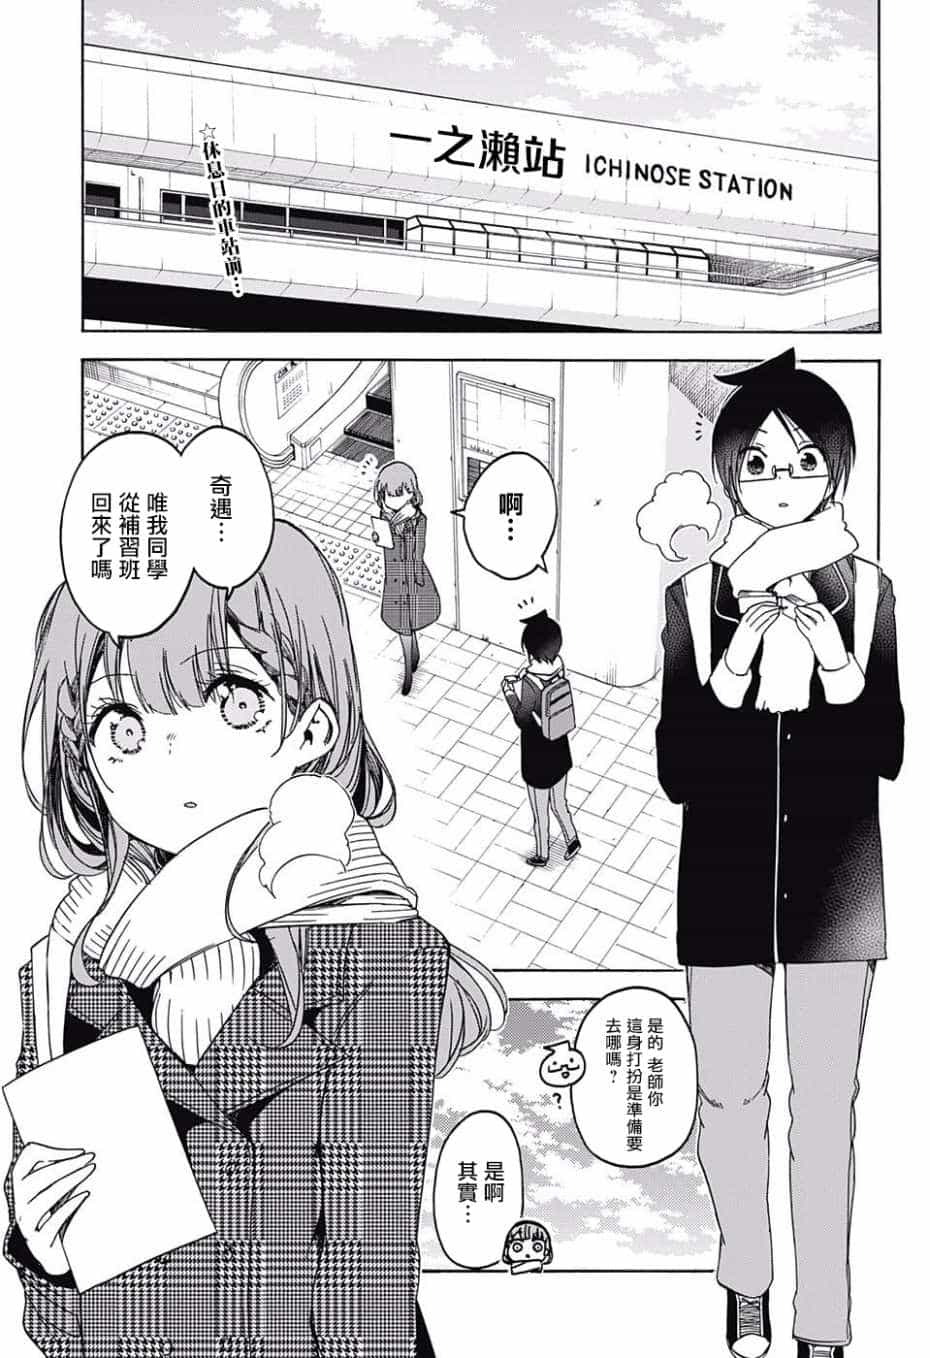 一之瀨站 ICHINOSE STATION
☆休息日的車站前…
啊…
奇遇…
唯我同學
從補習班
回來了嗎
是的 老師你
這身打扮是準備要
去哪嗎?
?
是啊
其實…